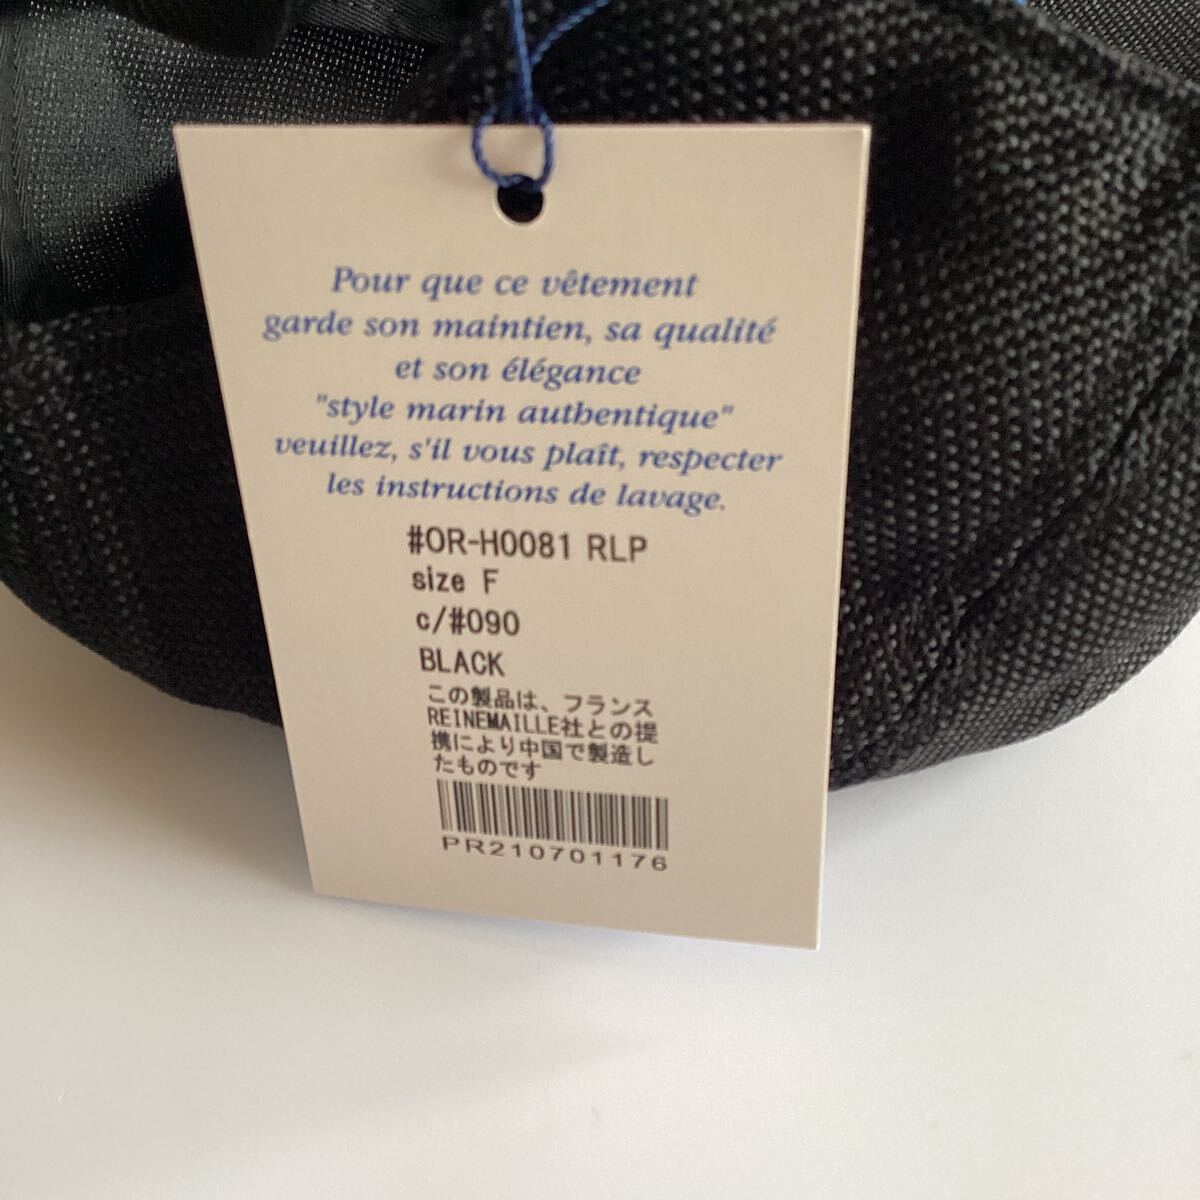 Pour que ce vêtement
garde son maintien, sa qualité
et son élégance
"style marin authentique"
veuillez, s'il vous plaît, respecter
les instructions de lavage.
#OR-H0081 RLP
size F
c/#090
BLACK
この製品は、フランス
REINEMAILLE社との提
携により中国で製造し
たものです
PR210701176